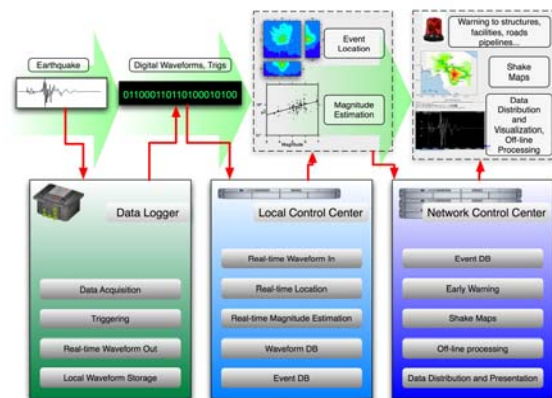 Earthquake
Digital Waveforms, Trigs
011000110110100010100
Event
Location
Magnitude
Estimation
Magnitude
Warning to structures,
facilities, roads
pipelines...
Shake
Maps
Data
Distribution
and
Visualization,
Off-line
Processing
Data Logger
Data Acquisition
Triggering
Real-time Waveform Out
Local Waveform Storage
Local Control Center
Real-time Waveform In
Real-time Location
Real-time Magnitude Estimation
Waveform DB
Event DB
Network Control Center
Event DB
Early Warning
Shake Maps
Off-line processing
Data Distribution and Presentation